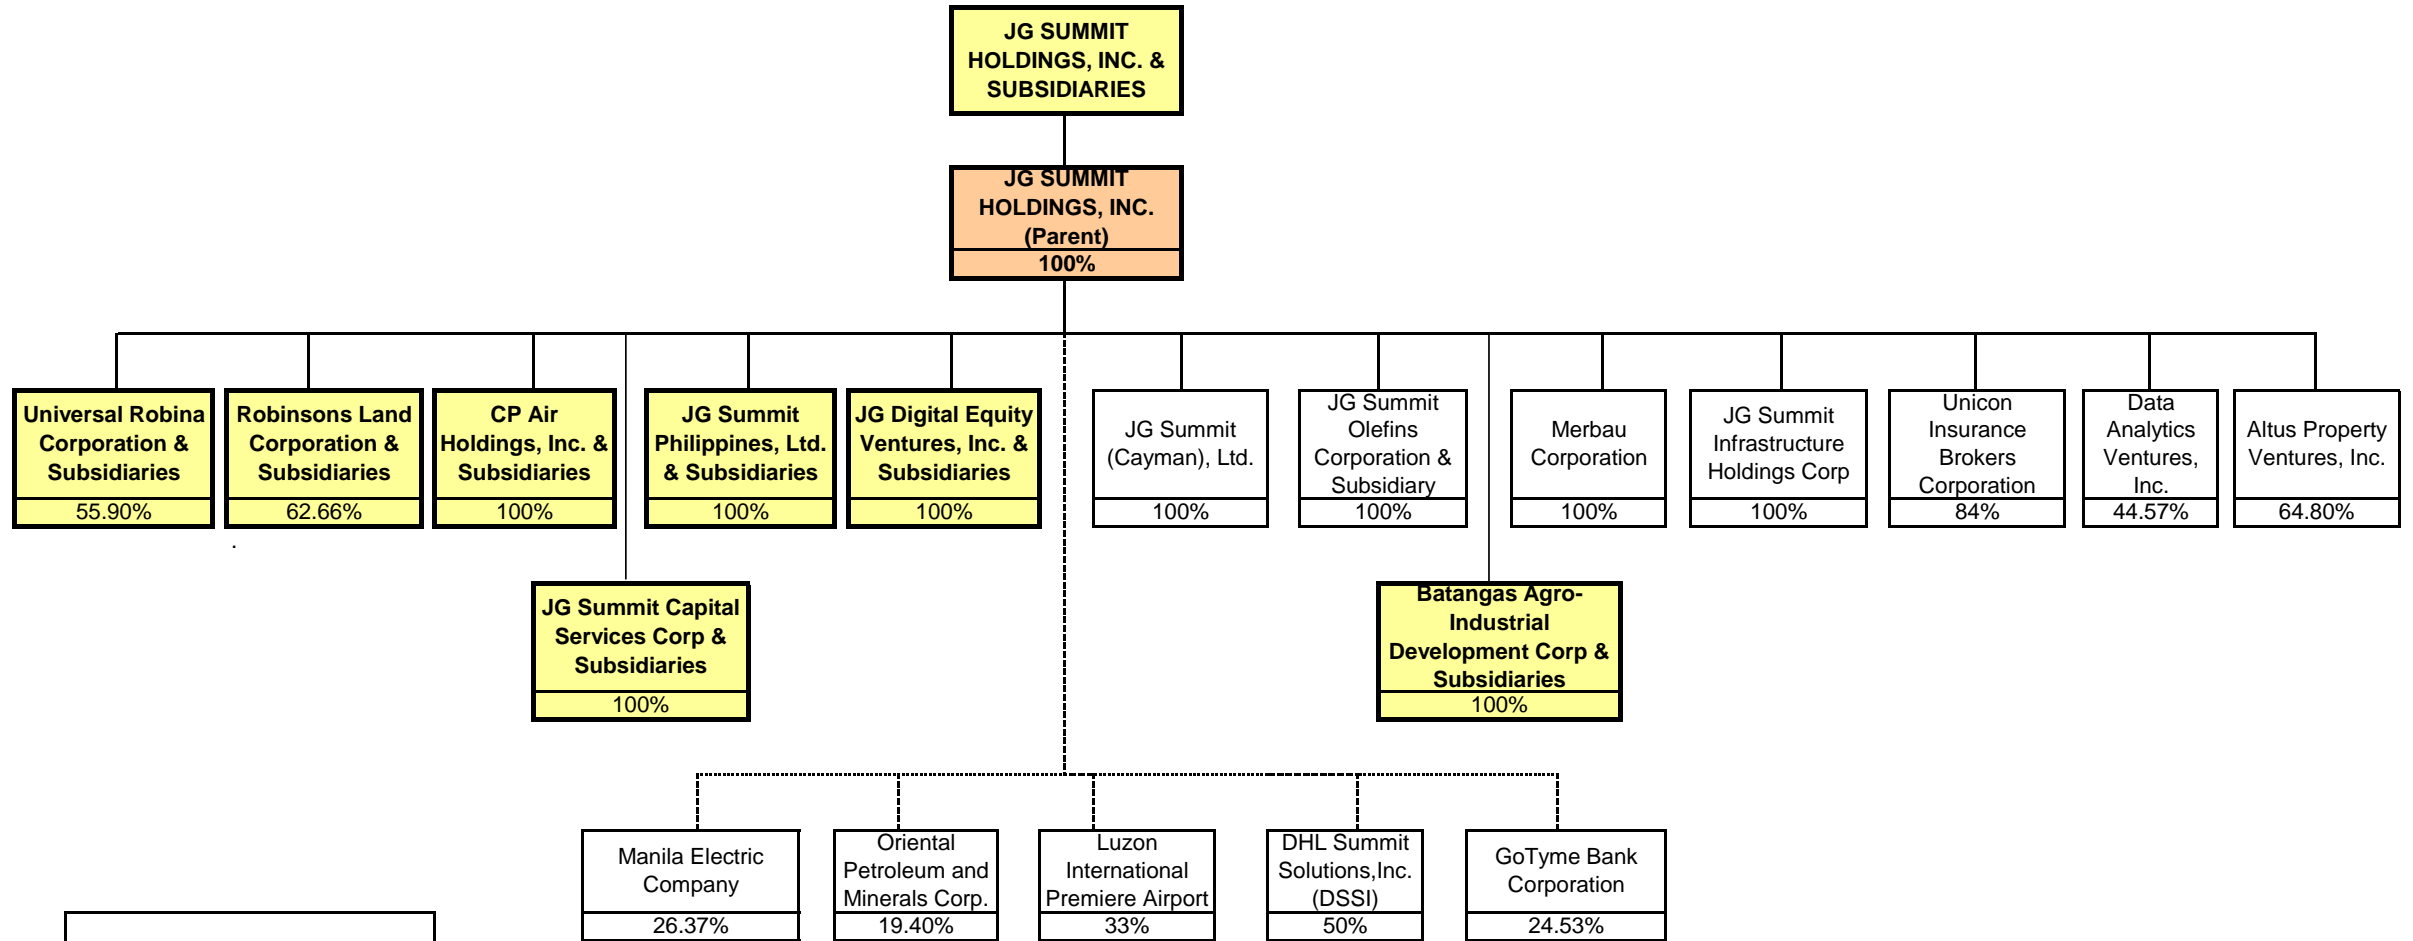 JG SUMMIT
HOLDINGS, INC. &
SUBSIDIARIES
JG SUMMIT
HOLDINGS, INC.
(Parent)
100%
Universal Robina
Corporation &
Subsidiaries
55.90%
Robinsons Land
Corporation &
Subsidiaries
62.66%
CP Air
Holdings, Inc. &
Subsidiaries
100%
JG Summit
Philippines, Ltd.
& Subsidiaries
100%
JG Digital Equity
Ventures, Inc. &
Subsidiaries
100%
JG Summit
(Cayman), Ltd.
100%
JG Summit
Olefins
Corporation &
Subsidiary
100%
Merbau
Corporation
100%
JG Summit
Infrastructure
Holdings Corp
100%
Unicon
Insurance
Brokers
Corporation
84%
Data
Analytics
Ventures,
Inc.
44.57%
Altus Property
Ventures, Inc.
64.80%
.
JG Summit Capital
Services Corp &
Subsidiaries
100%
Batangas Agro-
Industrial
Development Corp &
Subsidiaries
100%
Manila Electric
Company
26.37%
Oriental
Petroleum and
Minerals Corp.
19.40%
Luzon
International
Premiere Airport
33%
DHL Summit
Solutions,Inc.
(DSSI)
50%
GoTyme Bank
Corporation
24.53%